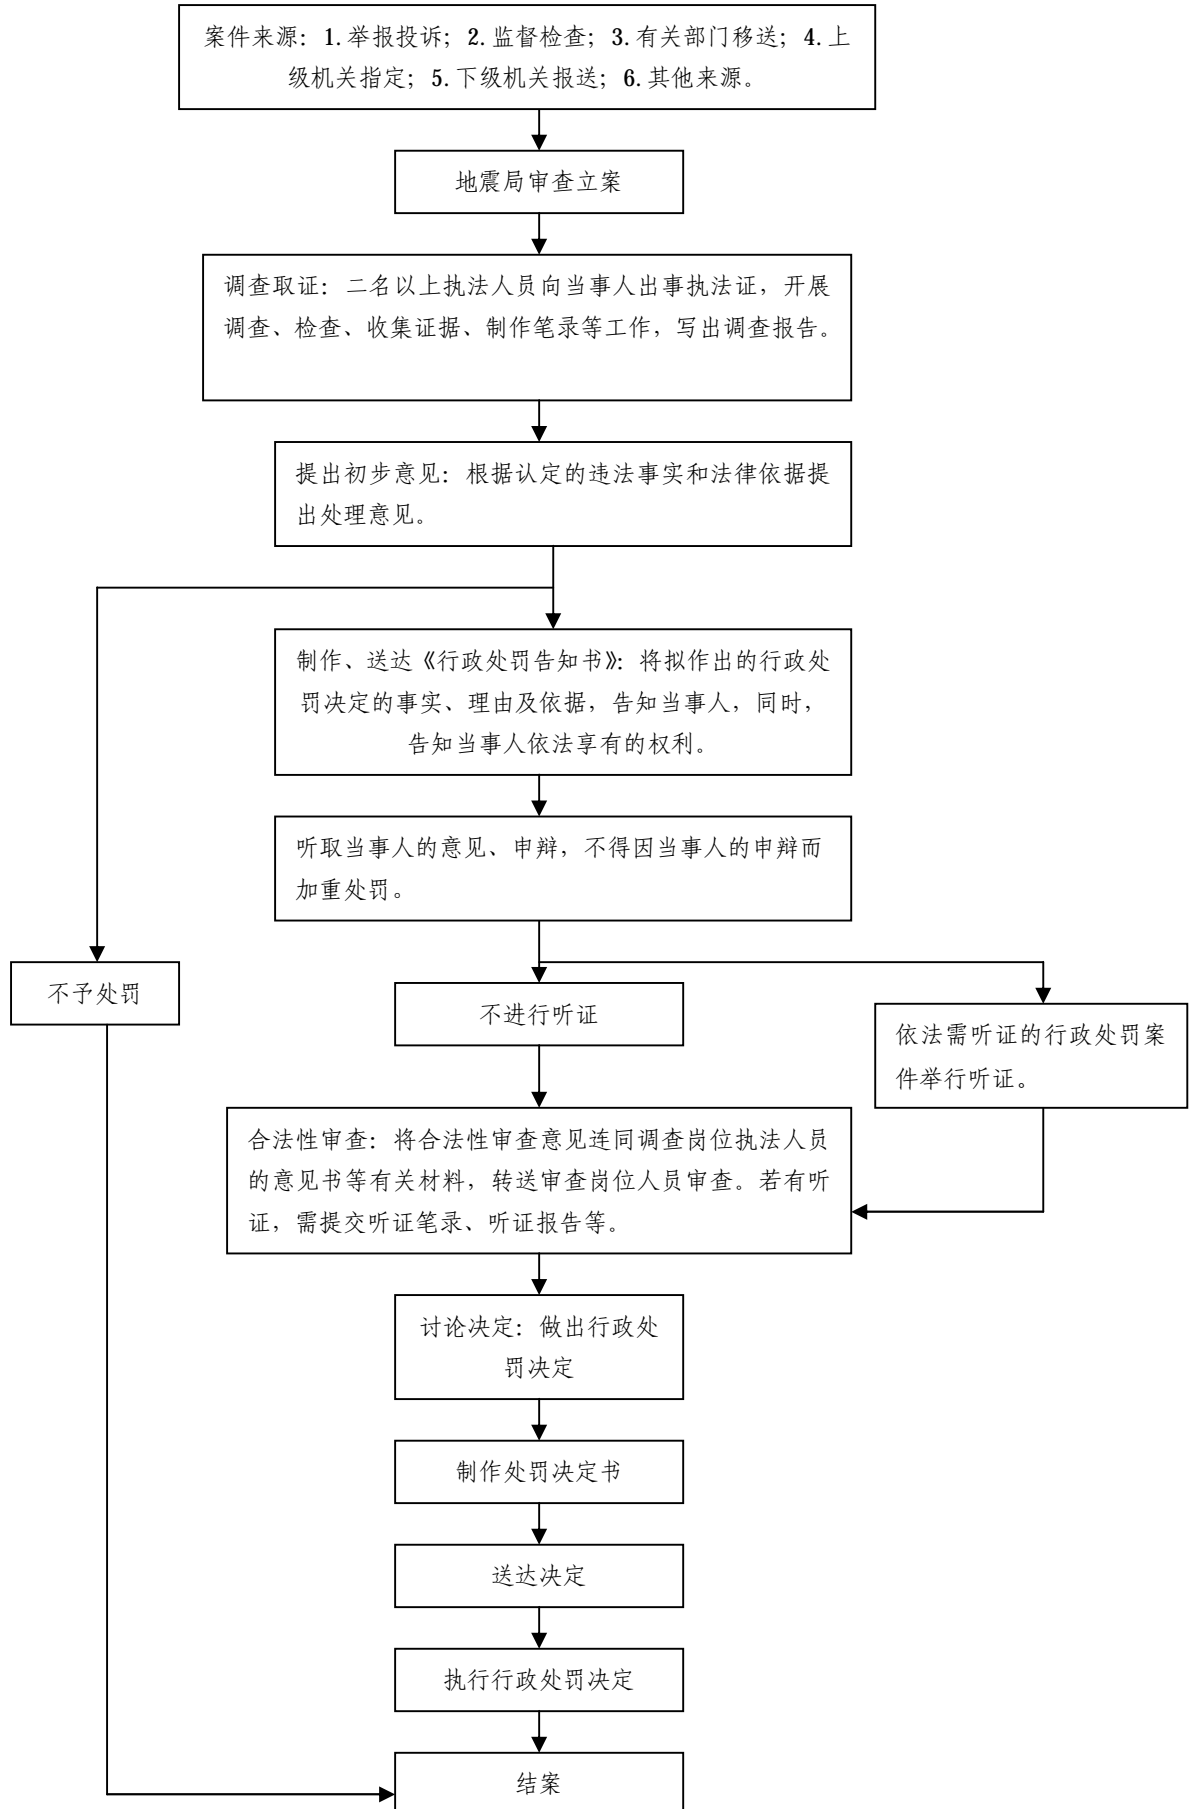 案件来源：1.举报投诉；2.监督检查；3.有关部门移送；4.上
级机关指定；5.下级机关报送；6.其他来源。
地震局审查立案
调查取证：二名以上执法人员向当事人出事执法证，开展
调查、检查、收集证据、制作笔录等工作，写出调查报告。
提出初步意见：根据认定的违法事实和法律依据提
出处理意见。
制作、送达《行政处罚告知书》：将拟作出的行政处
罚决定的事实、理由及依据，告知当事人，同时，
告知当事人依法享有的权利。
听取当事人的意见、申辩，不得因当事人的申辩而
加重处罚。
不予处罚
不进行听证
依法需听证的行政处罚案
件举行听证。
合法性审查：将合法性审查意见连同调查岗位执法人员
的意见书等有关材料，转送审查岗位人员审查。若有听
证，需提交听证笔录、听证报告等。
讨论决定：做出行政处
罚决定
制作处罚决定书
送达决定
执行行政处罚决定
结案